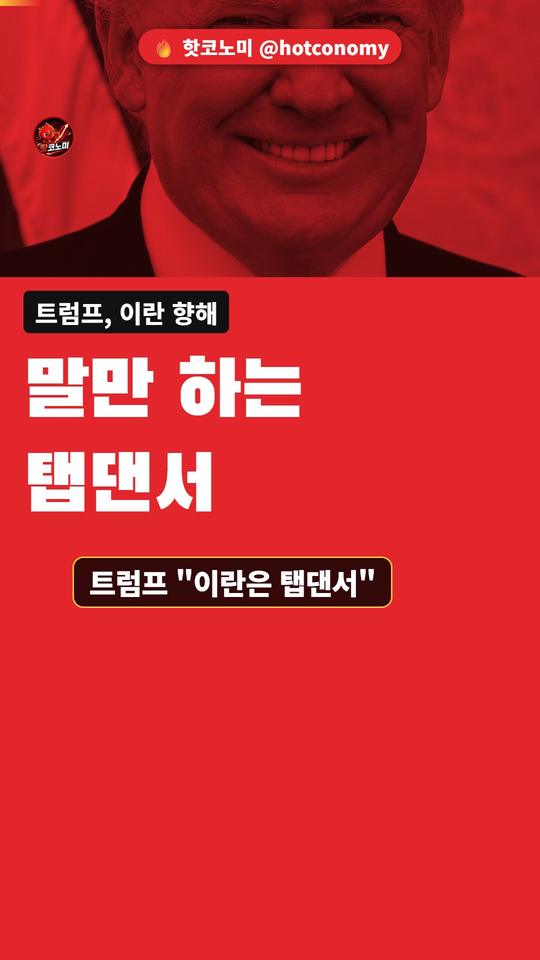 핫코노미 @hotconomy
핫코노미
트럼프, 이란 향해
말만 하는
탭댄서
트럼프 "이란은 탭댄서"